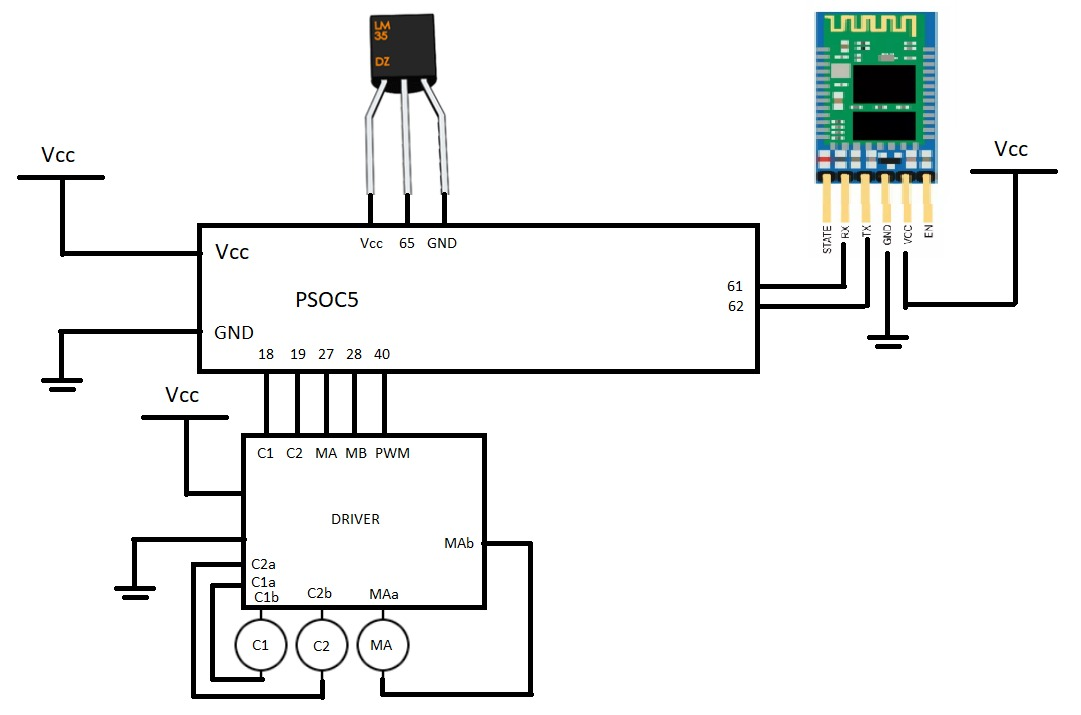 LM
35
DZ
Vcc
Vcc
STATE
RX
TX
GND
VCC
EN
Vcc 65 GND
Vcc
PSOC5
61
62
GND
18 19 27 28 40
Vcc
C1 C2 MA MB PWM
DRIVER
MAb
C2a
C1a
C1b C2b MAa
C1 C2 MA